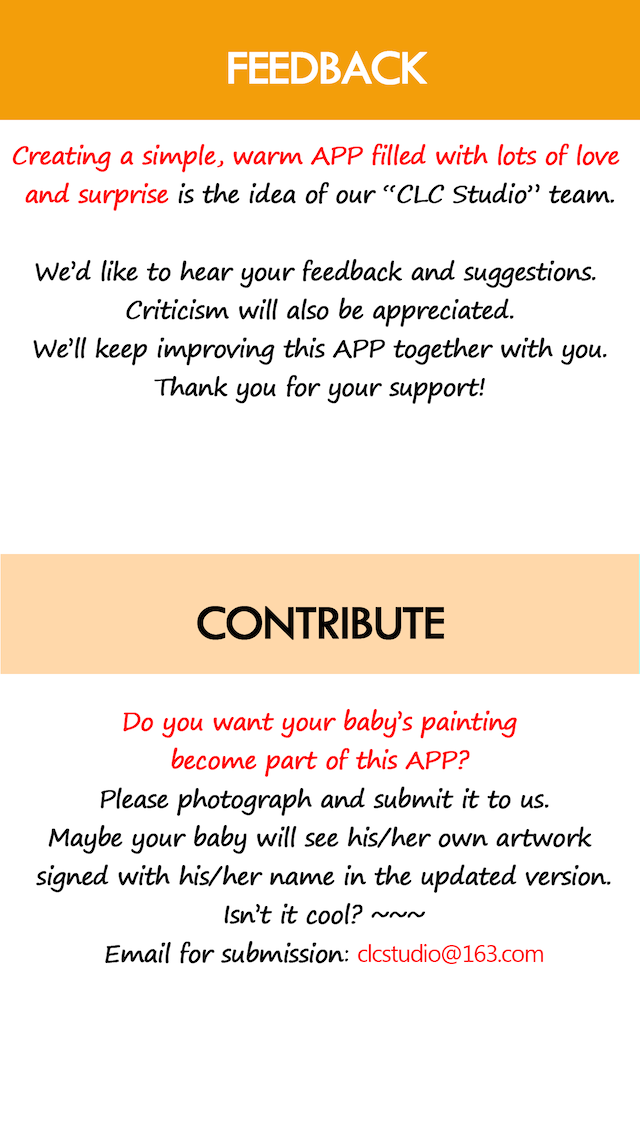 FEEDBACK
Creating a simple, warm APP filled with lots of love
and surprise is the idea of our “CLC Studio” team.
We’d like to hear your feedback and suggestions.
Criticism will also be appreciated.
We’ll keep improving this APP together with you.
Thank you for your support!
CONTRIBUTE
Do you want your baby’s painting
become part of this APP?
Please photograph and submit it to us.
Maybe your baby will see his/her own artwork
signed with his/her name in the updated version.
Isn’t it cool? ~~~
Email for submission: clcstudio@163.com